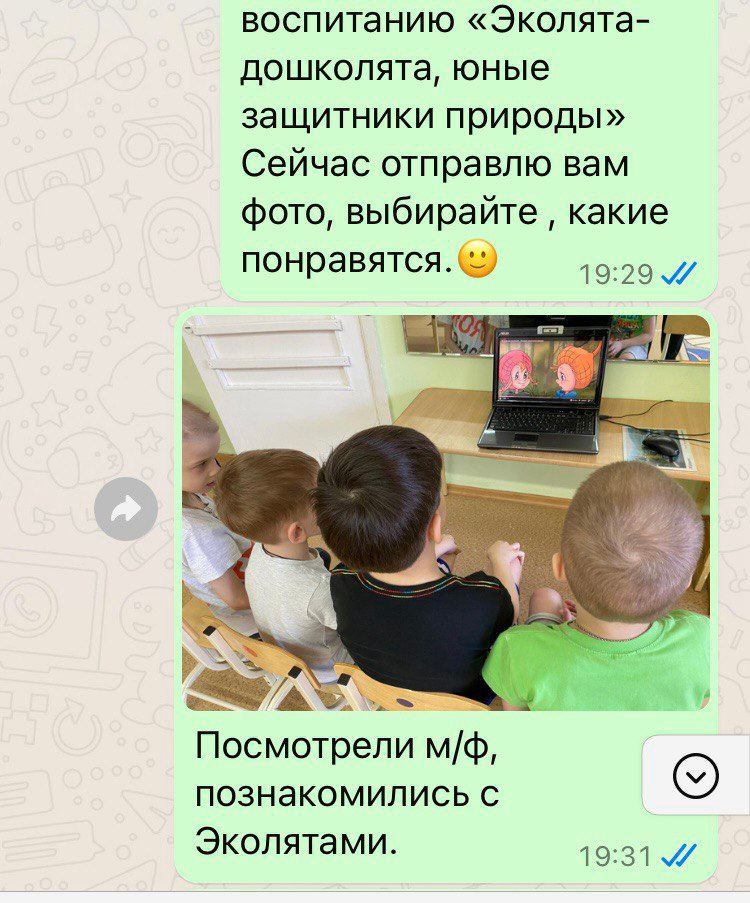 воспитанию «Эколята-
дошколята, юные
защитники природы»
Сейчас отправлю вам
фото, выбирайте , какие
понравятся.🙂
19:29
Посмотрели м/ф,
познакомились с
Эколятами.
19:31